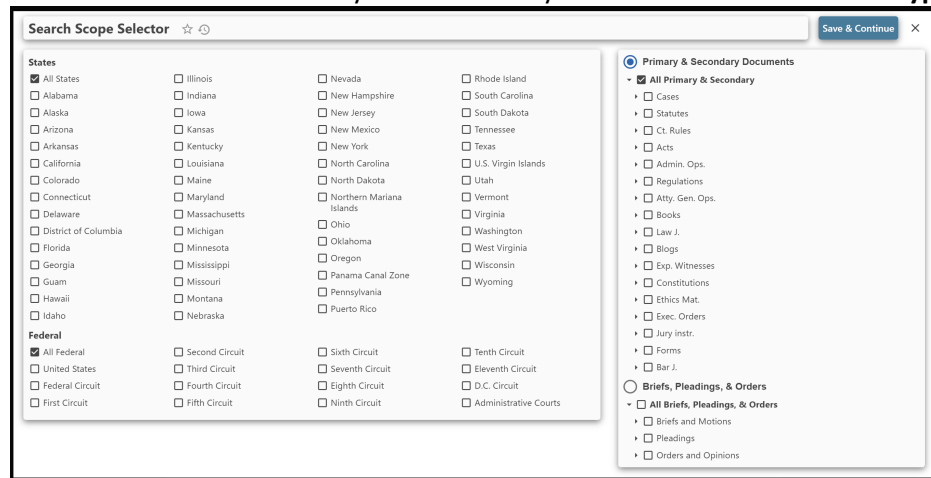 Search Scope Selector
Save & Continue
States
All States
Alabama
Alaska
Arizona
Arkansas
California
Colorado
Connecticut
Delaware
District of Columbia
Florida
Georgia
Guam
Hawaii
Idaho
Illinois
Indiana
Iowa
Kansas
Kentucky
Louisiana
Maine
Maryland
Massachusetts
Michigan
Minnesota
Mississippi
Missouri
Montana
Nebraska
Nevada
New Hampshire
New Jersey
New Mexico
New York
North Carolina
North Dakota
Northern Mariana
Islands
Ohio
Oklahoma
Oregon
Panama Canal Zone
Pennsylvania
Puerto Rico
Rhode Island
South Carolina
South Dakota
Tennessee
Texas
U.S. Virgin Islands
Utah
Vermont
Virginia
Washington
West Virginia
Wisconsin
Wyoming
Federal
All Federal
United States
Federal Circuit
First Circuit
Second Circuit
Third Circuit
Fourth Circuit
Fifth Circuit
Sixth Circuit
Seventh Circuit
Eighth Circuit
Ninth Circuit
Tenth Circuit
Eleventh Circuit
D.C. Circuit
Administrative Courts
Primary & Secondary Documents
All Primary & Secondary
Cases
Statutes
Ct. Rules
Acts
Admin. Ops.
Regulations
Atty. Gen. Ops.
Books
Law J.
Blogs
Exp. Witnesses
Constitutions
Ethics Mat.
Exec. Orders
Jury instr.
Forms
Bar J.
Briefs, Pleadings, & Orders
All Briefs, Pleadings, & Orders
Briefs and Motions
Pleadings
Orders and Opinions